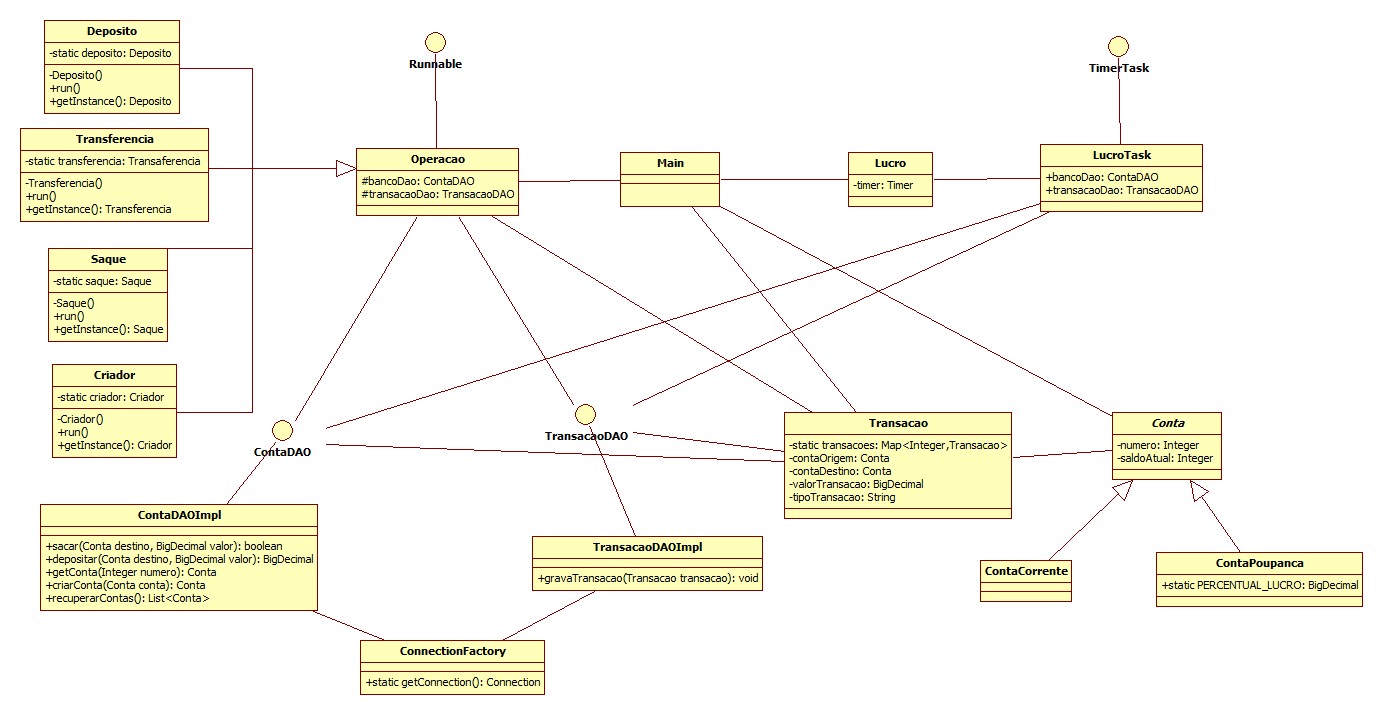 Deposito
-static deposito: Deposito
-Deposito()
+run()
+getInstance(): Deposito
Runnable
TimerTask
Transferencia
-static transferencia: Transaferencia
-Transferencia()
+run()
+getInstance(): Transferencia
Operacao
#bancoDao: ContaDAO
#transacaoDao: TransacaoDAO
Main
Lucro
-timer: Timer
LucroTask
+bancoDao: ContaDAO
+transacaoDao: TransacaoDAO
Saque
-static saque: Saque
-Saque()
+run()
+getInstance(): Saque
Criador
-static criador: Criador
-Criador()
+run()
+getInstance(): Criador
ContaDAO
TransacaoDAO
Transacao
-static transacoes: Map<Integer,Transacao>
-contaOrigem: Conta
-contaDestino: Conta
-valorTransacao: BigDecimal
-tipoTransacao: String
Conta
-numero: Integer
-saldoAtual: Integer
ContaDAOImpl
+sacar(Conta destino, BigDecimal valor): boolean
+depositar(Conta destino, BigDecimal valor): BigDecimal
+getConta(Integer numero): Conta
+criarConta(Conta conta): Conta
+recuperarContas(): List<Conta>
TransacaoDAOImpl
+gravaTransacao(Transacao transacao): void
ContaCorrente
ContaPoupanca
+static PERCENTUAL_LUCRO: BigDecimal
ConnectionFactory
+static getConnection(): Connection